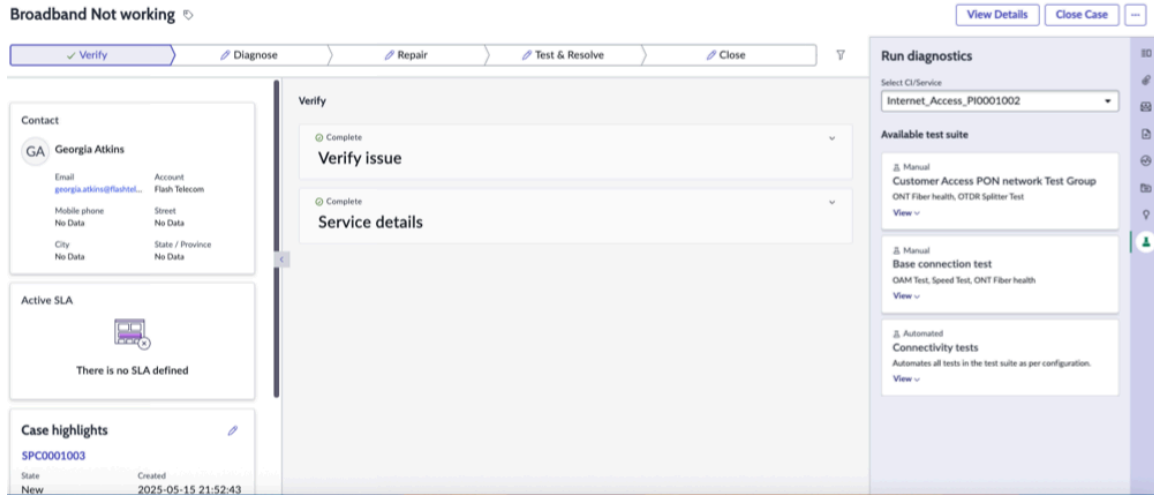 Broadband Not working
View Details
Close Case
Verify
Diagnose
Repair
Test & Resolve
Close
Contact
GA
Georgia Atkins
Email
Account
georgia.atkins@flashtel...
Flash Telecom
Mobile phone
Street
No Data
No Data
City
State / Province
No Data
No Data
Active SLA
There is no SLA defined
Case highlights
SPC0001003
State
Created
New
2025-05-15 21:52:43
Verify
Complete
Verify issue
Complete
Service details
Run diagnostics
Select CI/Service
Internet_Access_PI0001002
Available test suite
Manual
Customer Access PON network Test Group
ONT Fiber health, OTDR Splitter Test
View
Manual
Base connection test
OAM Test, Speed Test, ONT Fiber health
View
Automated
Connectivity tests
Automates all tests in the test suite as per configuration.
View